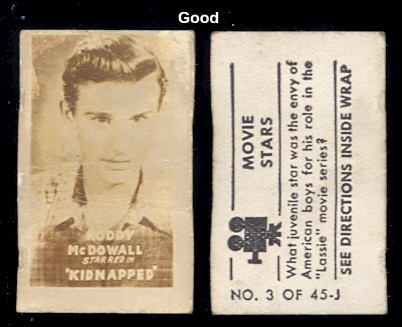 Good
RODDY
McDOWALL
STARRED IN
"KIDNAPPED"
MOVIE
STARS
What juvenile star was the envy of
American boys for his role in the
"Lassie" movie series?
SEE DIRECTIONS INSIDE WRAP
NO. 3 OF 45-J